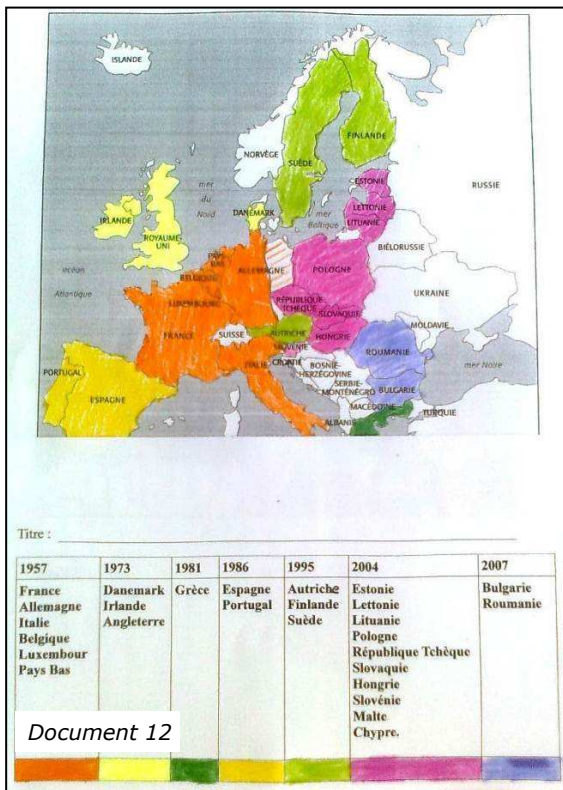 ISLANDE
NORVÈGE
SUÈDE
FINLANDE
RUSSIE
ESTONIE
LETTONIE
LITUANIE
mer
du
Nord
mer
Baltique
DANEMARK
IRLANDE
ROYAUME-
UNI
PAYS-
BAS
BELGIQUE
ALLEMAGNE
POLOGNE
BIÉLORUSSIE
océan
Atlantique
LUXEMBOURG
RÉPUBLIQUE
TCHÈQUE
SLOVAQUIE
UKRAINE
MOLDAVIE
FRANCE
SUISSE
AUTRICHE
HONGRIE
SLOVÉNIE
CROATIE
ROUMANIE
ITALIE
BOSNIE-
HERZÉGOVINE
SERBIE-
MONTÉNÉGRO
BULGARIE
mer Noire
PORTUGAL
ESPAGNE
MACÉDOINE
ALBANIE
TURQUIE
Titre :
1957 1973 1981 1986 1995 2004 2007
France Danemark Grèce Espagne Autriche Estonie Bulgarie
Allemagne Irlande Portugal Finlande Lettonie Roumanie
Italie Angleterre Suède Lituanie
Belgique Pologne
Luxembour République Tchèque
Pays Bas Slovaquie
Hongrie
Slovénie
Malte
Chypre.
Document 12